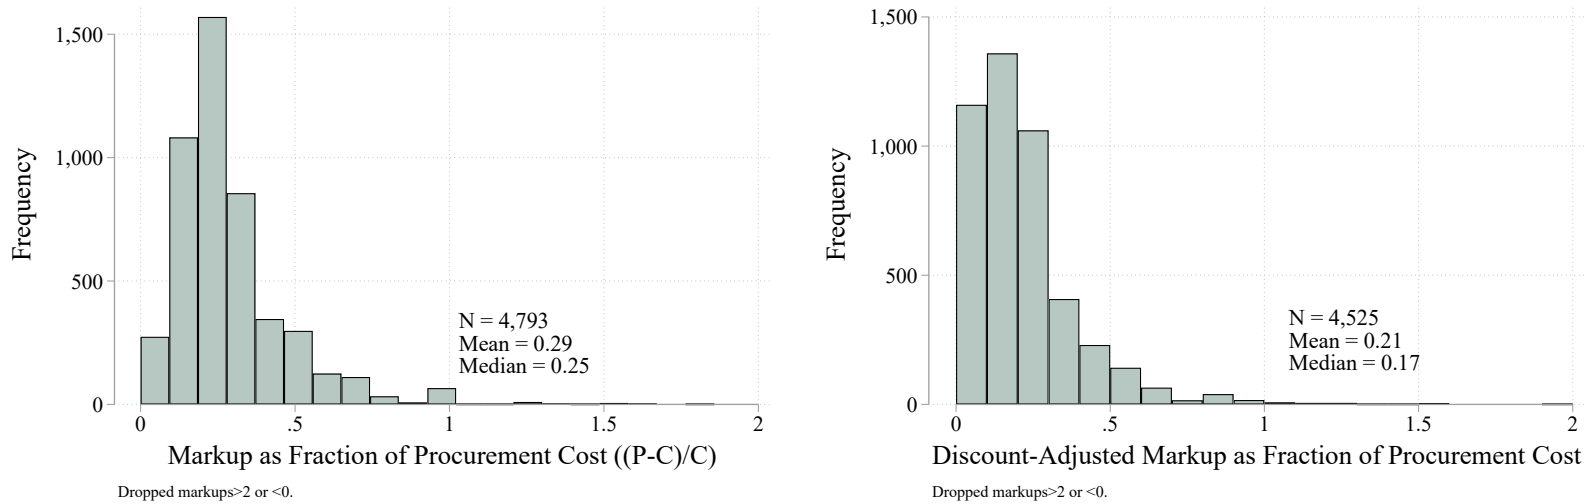 1,500
1,000
500
0
Frequency
N = 4,793
Mean = 0.29
Median = 0.25
0
.5
1
1.5
2
Markup as Fraction of Procurement Cost ((P-C)/C)
Dropped markups>2 or <0.
1,500
1,000
500
0
Frequency
N = 4,525
Mean = 0.21
Median = 0.17
0
.5
1
1.5
2
Discount-Adjusted Markup as Fraction of Procurement Cost
Dropped markups>2 or <0.